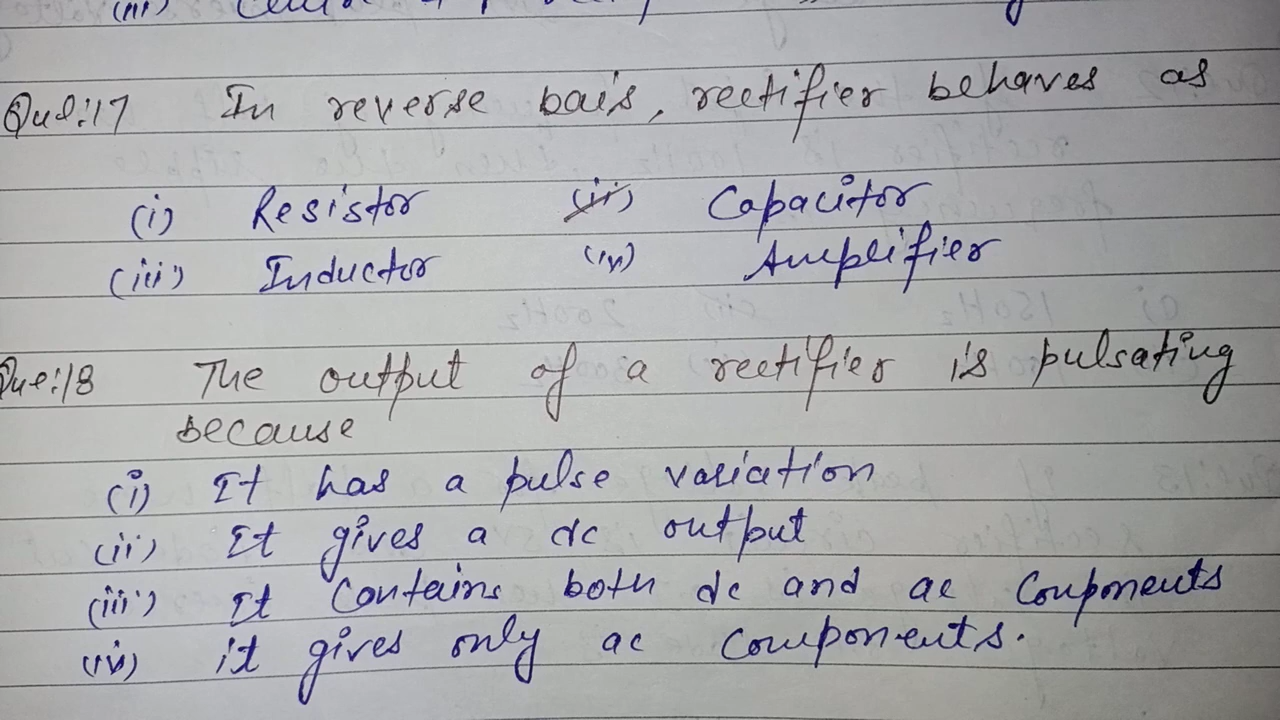 (iii)
Que:17 In reverse bais, rectifier behaves as
(i) Resistor (ii) Capacitor
(iii) Inductor (iv) Amplifier
Que:18 The output of a rectifier is pulsating
because
(i) It has a pulse variation
(ii) It gives a dc output
(iii) It Contains both dc and ac Components
(iv) it gives only ac Components.